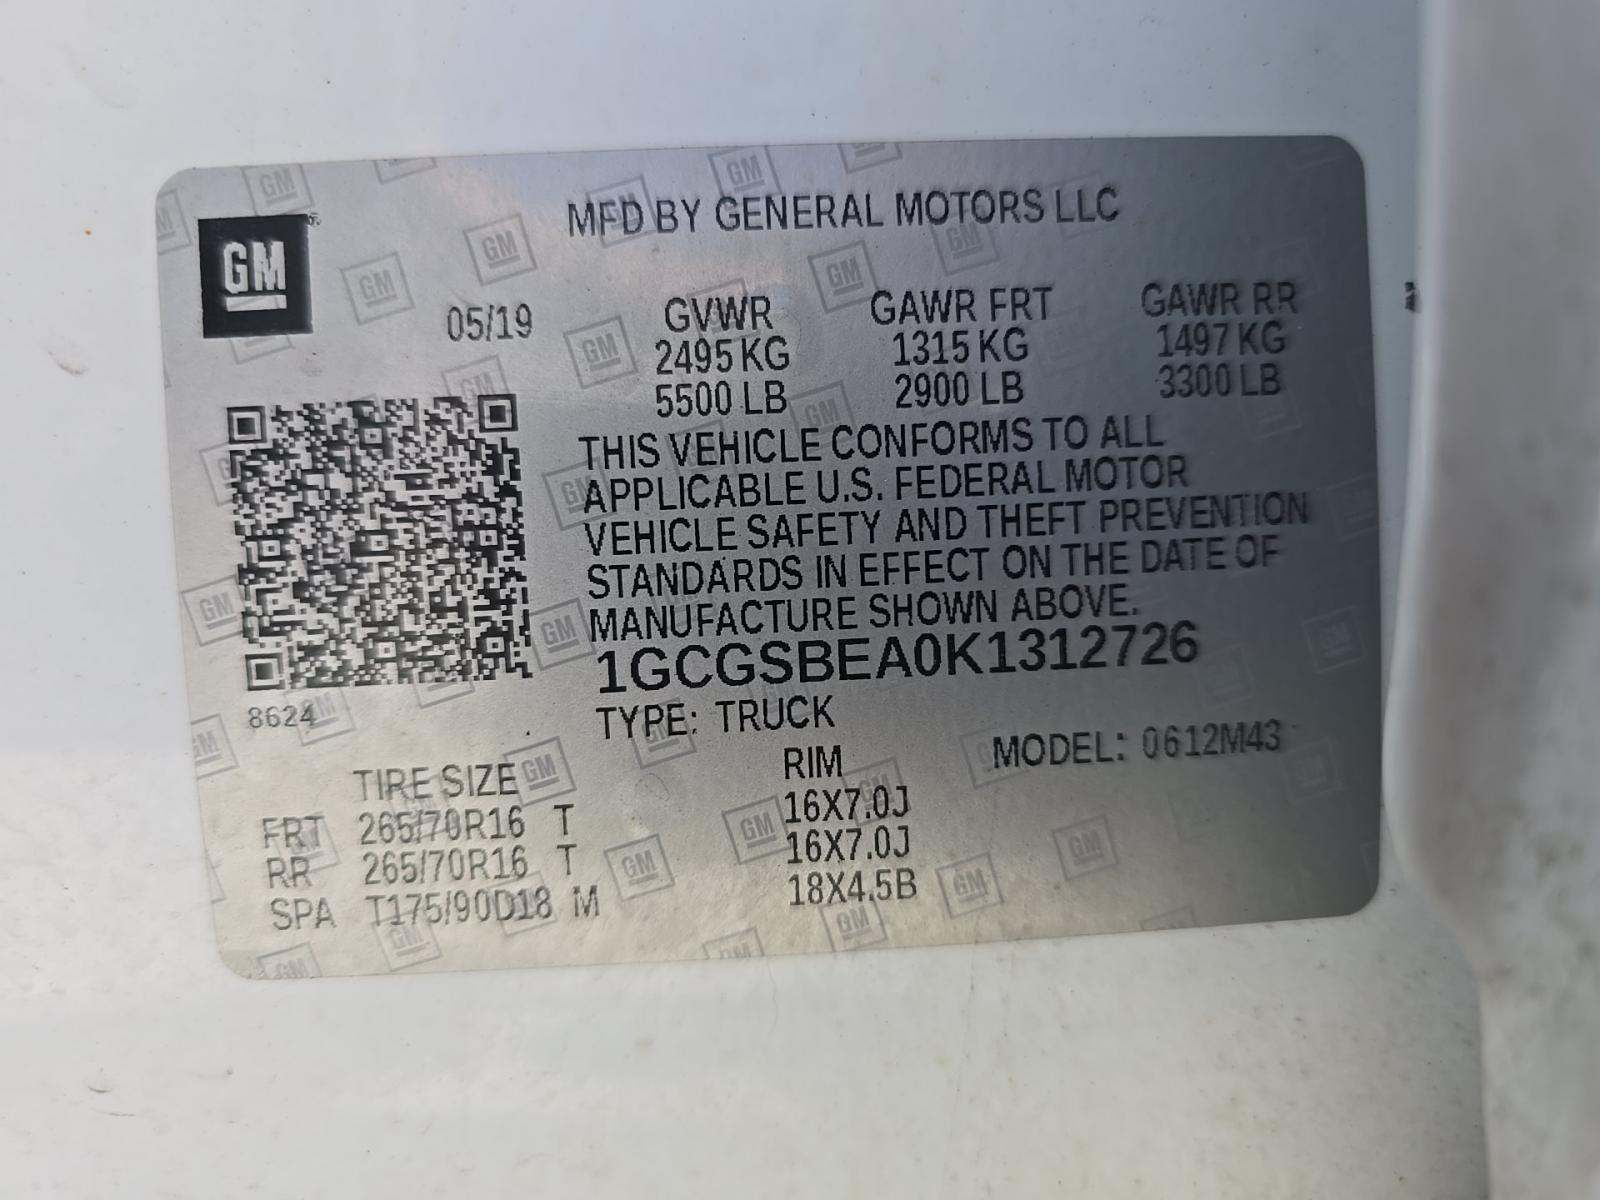 GM
MFD BY GENERAL MOTORS LLC
05/19
GVWR GAWR FRT GAWR RR
2495 KG 1315 KG 1497 KG
5500 LB 2900 LB 3300 LB
THIS VEHICLE CONFORMS TO ALL
APPLICABLE U.S. FEDERAL MOTOR
VEHICLE SAFETY AND THEFT PREVENTION
STANDARDS IN EFFECT ON THE DATE OF
MANUFACTURE SHOWN ABOVE.
1GCGSBEA0K1312726
8624
TYPE: TRUCK
MODEL: 0612M43
TIRE SIZE RIM
FRT 265/70R16 T 16X7.0J
RR 265/70R16 T 16X7.0J
SPA T175/90D18 M 18X4.5B